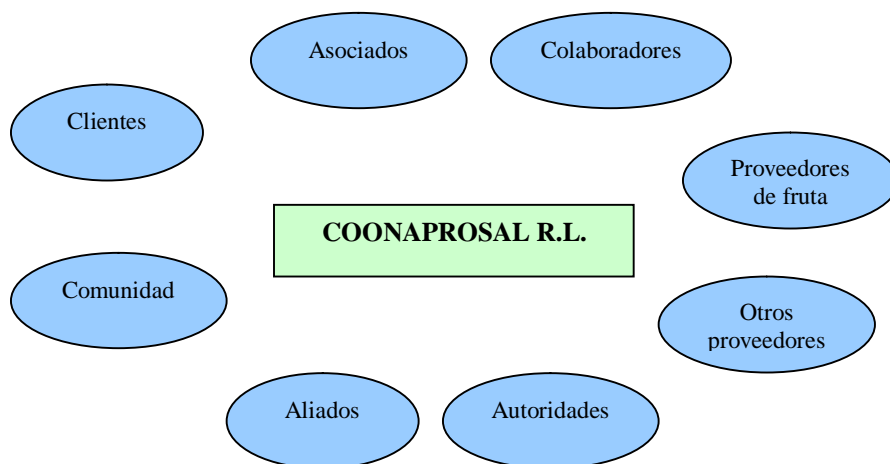 Asociados
Colaboradores
Clientes
Proveedores
de fruta
COONAPROSAL R.L.
Comunidad
Otros
proveedores
Aliados
Autoridades